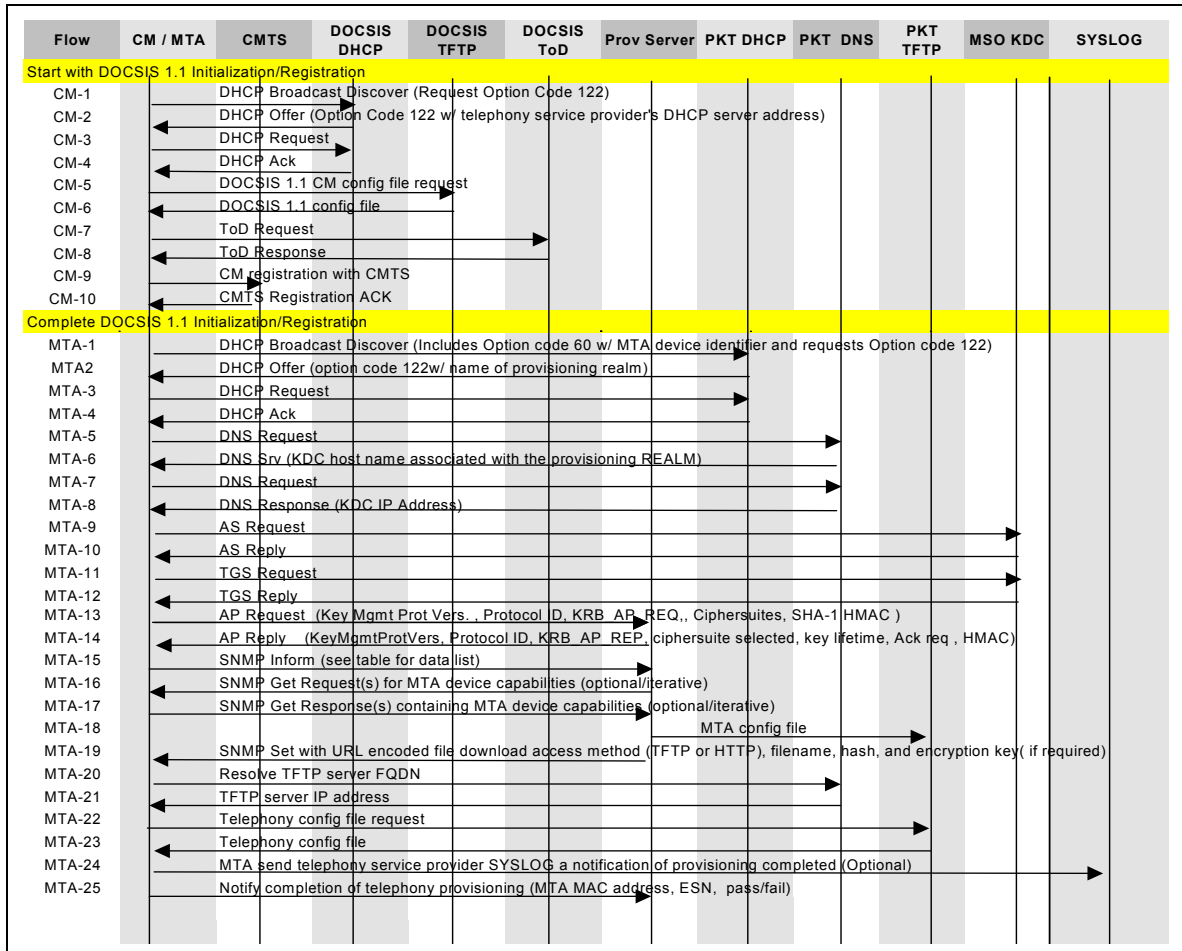 Flow CM / MTA CMTS DOCSIS DHCP DOCSIS TFTP DOCSIS ToD Prov Server PKT DHCP PKT DNS PKT TFTP MSO KDC SYSLOG
Start with DOCSIS 1.1 Initialization/Registration
CM-1 DHCP Broadcast Discover (Request Option Code 122)
CM-2 DHCP Offer (Option Code 122 w/ telephony service provider's DHCP server address)
CM-3 DHCP Request
CM-4 DHCP Ack
CM-5 DOCSIS 1.1 CM config file request
CM-6 DOCSIS 1.1 config file
CM-7 ToD Request
CM-8 ToD Response
CM-9 CM registration with CMTS
CM-10 CMTS Registration ACK
Complete DOCSIS 1.1 Initialization/Registration
MTA-1 DHCP Broadcast Discover (Includes Option code 60 w/ MTA device identifier and requests Option code 122)
MTA2 DHCP Offer (option code 122w/ name of provisioning realm)
MTA-3 DHCP Request
MTA-4 DHCP Ack
MTA-5 DNS Request
MTA-6 DNS Srv (KDC host name associated with the provisioning REALM)
MTA-7 DNS Request
MTA-8 DNS Response (KDC IP Address)
MTA-9 AS Request
MTA-10 AS Reply
MTA-11 TGS Request
MTA-12 TGS Reply
MTA-13 AP Request (Key Mgmt Prot Vers. , Protocol ID, KRB_AP_REQ,, Ciphersuites, SHA-1 HMAC )
MTA-14 AP Reply (KeyMgmtProtVers, Protocol ID, KRB_AP_REP, ciphersuite selected, key lifetime, Ack req , HMAC)
MTA-15 SNMP Inform (see table for data list)
MTA-16 SNMP Get Request(s) for MTA device capabilities (optional/iterative)
MTA-17 SNMP Get Response(s) containing MTA device capabilities (optional/iterative)
MTA-18 MTA config file
MTA-19 SNMP Set with URL encoded file download access method (TFTP or HTTP), filename, hash, and encryption key( if required)
MTA-20 Resolve TFTP server FQDN
MTA-21 TFTP server IP address
MTA-22 Telephony config file request
MTA-23 Telephony config file
MTA-24 MTA send telephony service provider SYSLOG a notification of provisioning completed (Optional)
MTA-25 Notify completion of telephony provisioning (MTA MAC address, ESN, pass/fail)